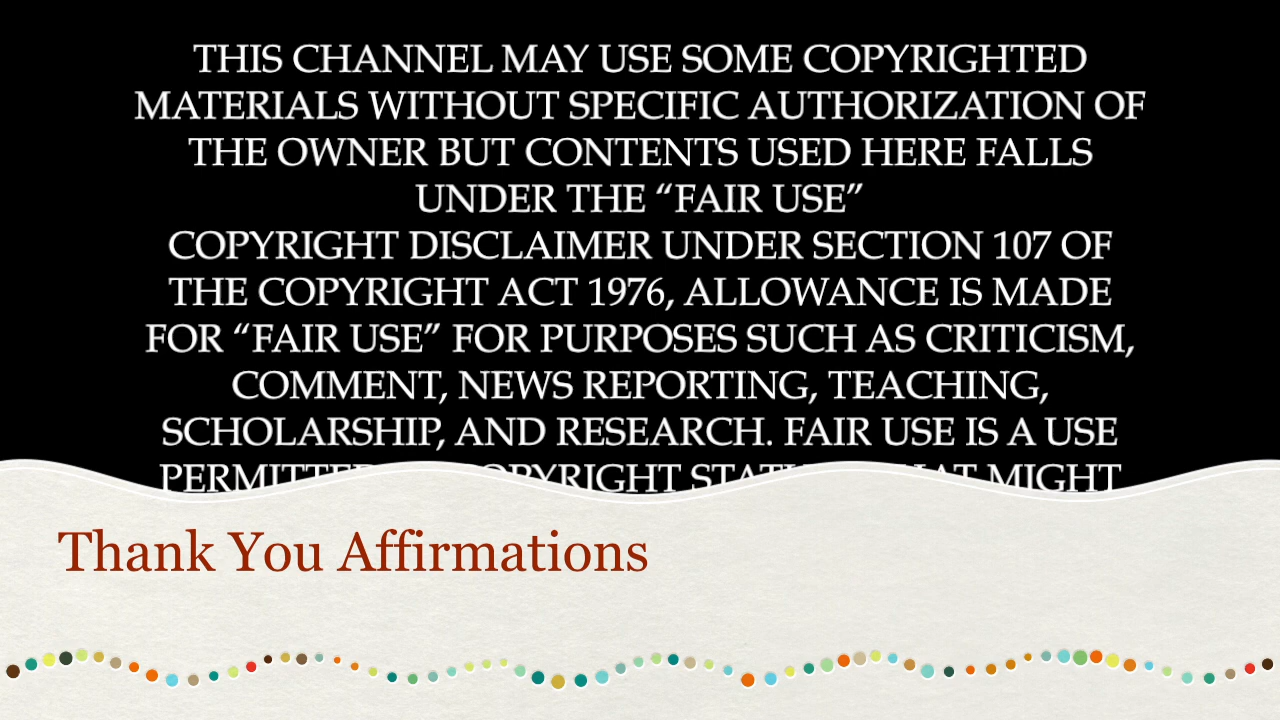 THIS CHANNEL MAY USE SOME COPYRIGHTED
MATERIALS WITHOUT SPECIFIC AUTHORIZATION OF
THE OWNER BUT CONTENTS USED HERE FALLS
UNDER THE “FAIR USE”
COPYRIGHT DISCLAIMER UNDER SECTION 107 OF
THE COPYRIGHT ACT 1976, ALLOWANCE IS MADE
FOR “FAIR USE” FOR PURPOSES SUCH AS CRITICISM,
COMMENT, NEWS REPORTING, TEACHING,
SCHOLARSHIP, AND RESEARCH. FAIR USE IS A USE
MIGHT
Thank You Affirmations